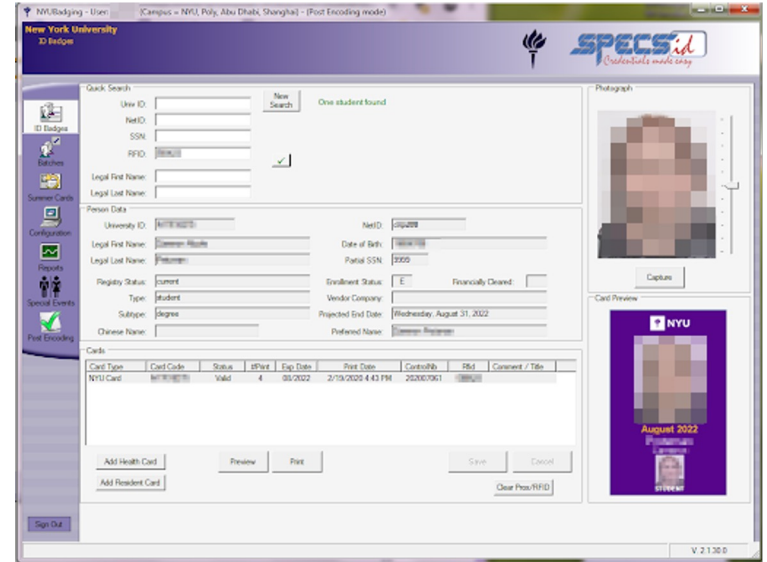 NYUBadging - User: [Campus = NYU, Poly, Abu Dhabi, Shanghai] - (Post Encoding mode)
New York University
ID Badges
SPECSid
Credentials made easy
ID Badges
Batches
Summer Cards
Configuration
Reports
Special Events
Post Encoding
Sign Out
Quick Search
Univ ID:
New Search
One student found
NetID:
SSN:
RFID:
Legal First Name:
Legal Last Name:
Person Data
University ID:
NetID:
Legal First Name:
Date of Birth:
Legal Last Name:
Partial SSN: 9999
Registry Status: current
Enrollment Status: E
Financially Cleared:
Type: student
Vendor Company:
Subtype: degree
Projected End Date: Wednesday, August 31, 2022
Chinese Name:
Preferred Name:
Cards
Card Type Card Code Status #Print Exp Date Print Date ControlNb Rfid Comment / Title
NYU Card Valid 4 08/2022 2/19/2020 4:43 PM 202007061
Add Health Card
Preview
Print
Save
Cancel
Add Resident Card
Clear Prox/RFID
Photograph
Capture
Card Preview
NYU
August 2022
STUDENT
V. 2.1.30.0